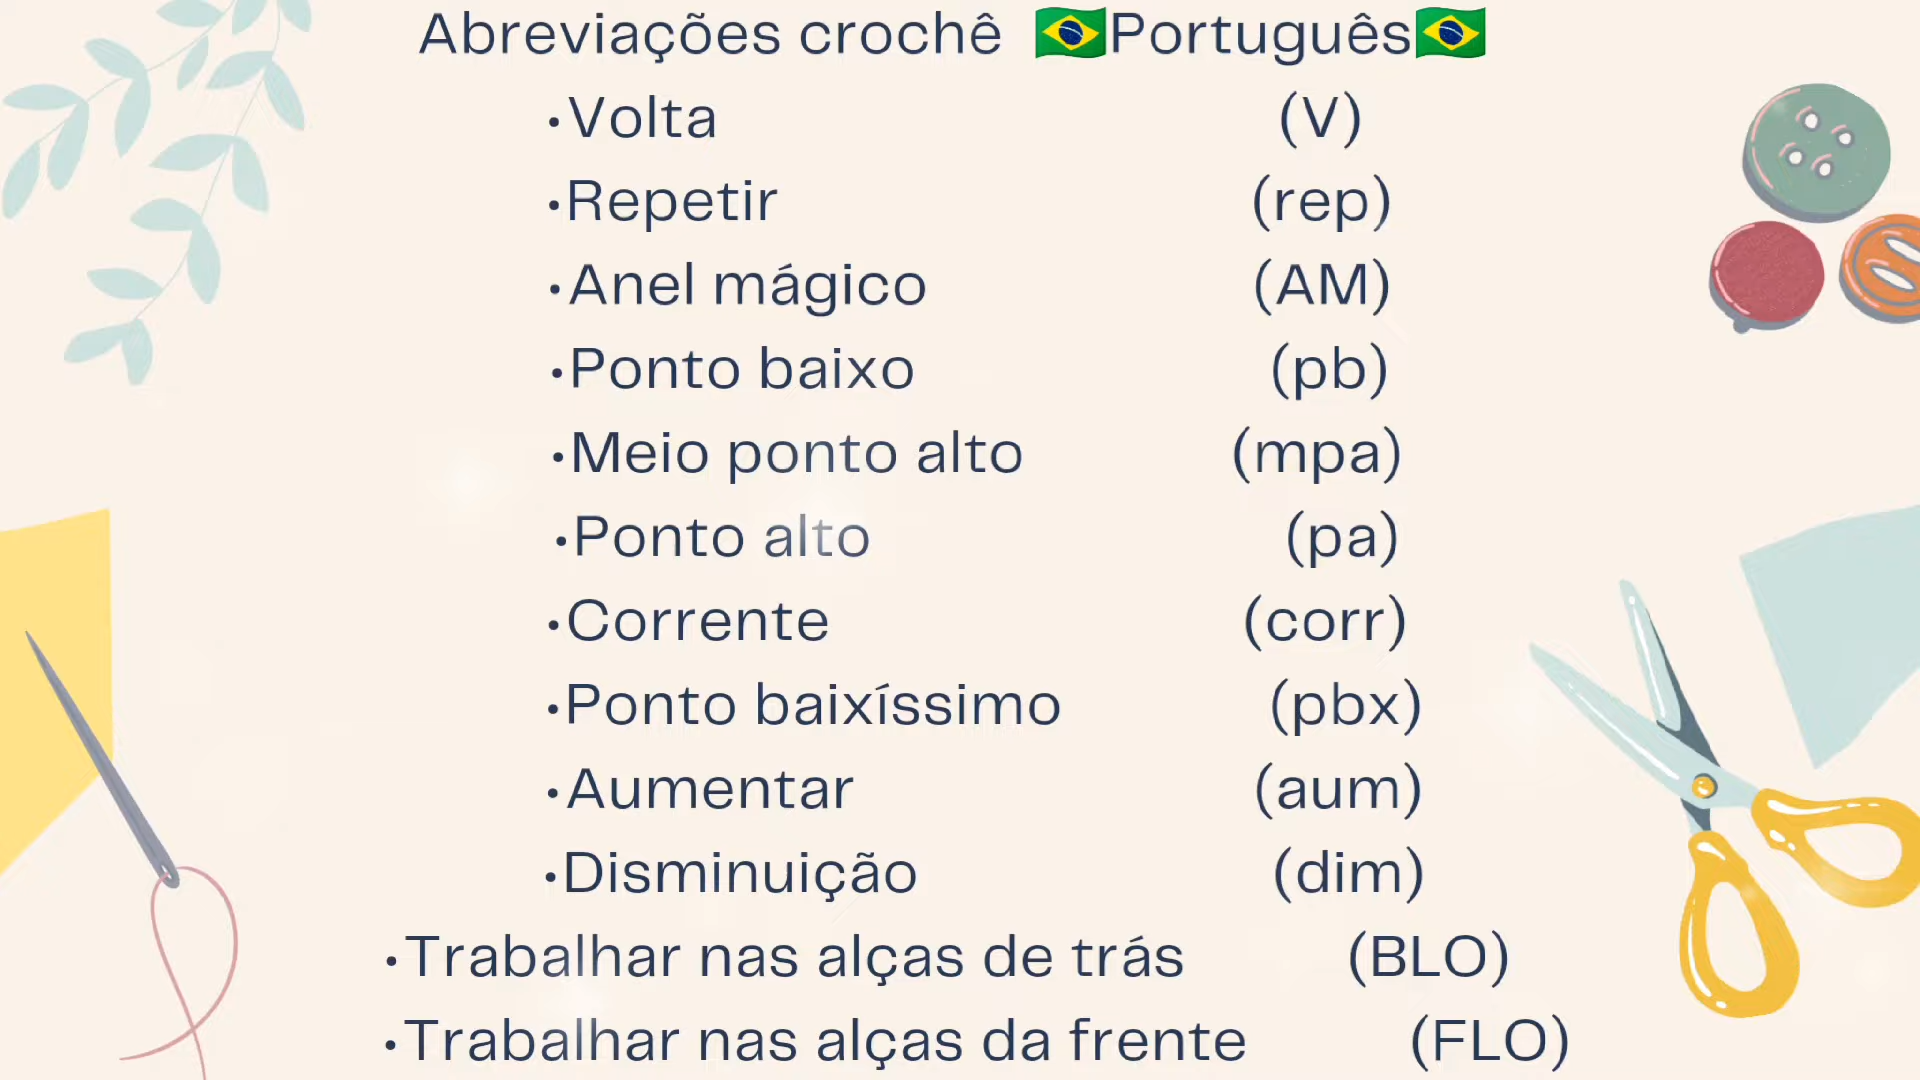 Abreviações crochê 🇧🇷Português🇧🇷
•Volta (V)
•Repetir (rep)
•Anel mágico (AM)
•Ponto baixo (pb)
•Meio ponto alto (mpa)
•Ponto alto (pa)
•Corrente (corr)
•Ponto baixíssimo (pbx)
•Aumentar (aum)
•Disminuição (dim)
•Trabalhar nas alças de trás (BLO)
•Trabalhar nas alças da frente (FLO)